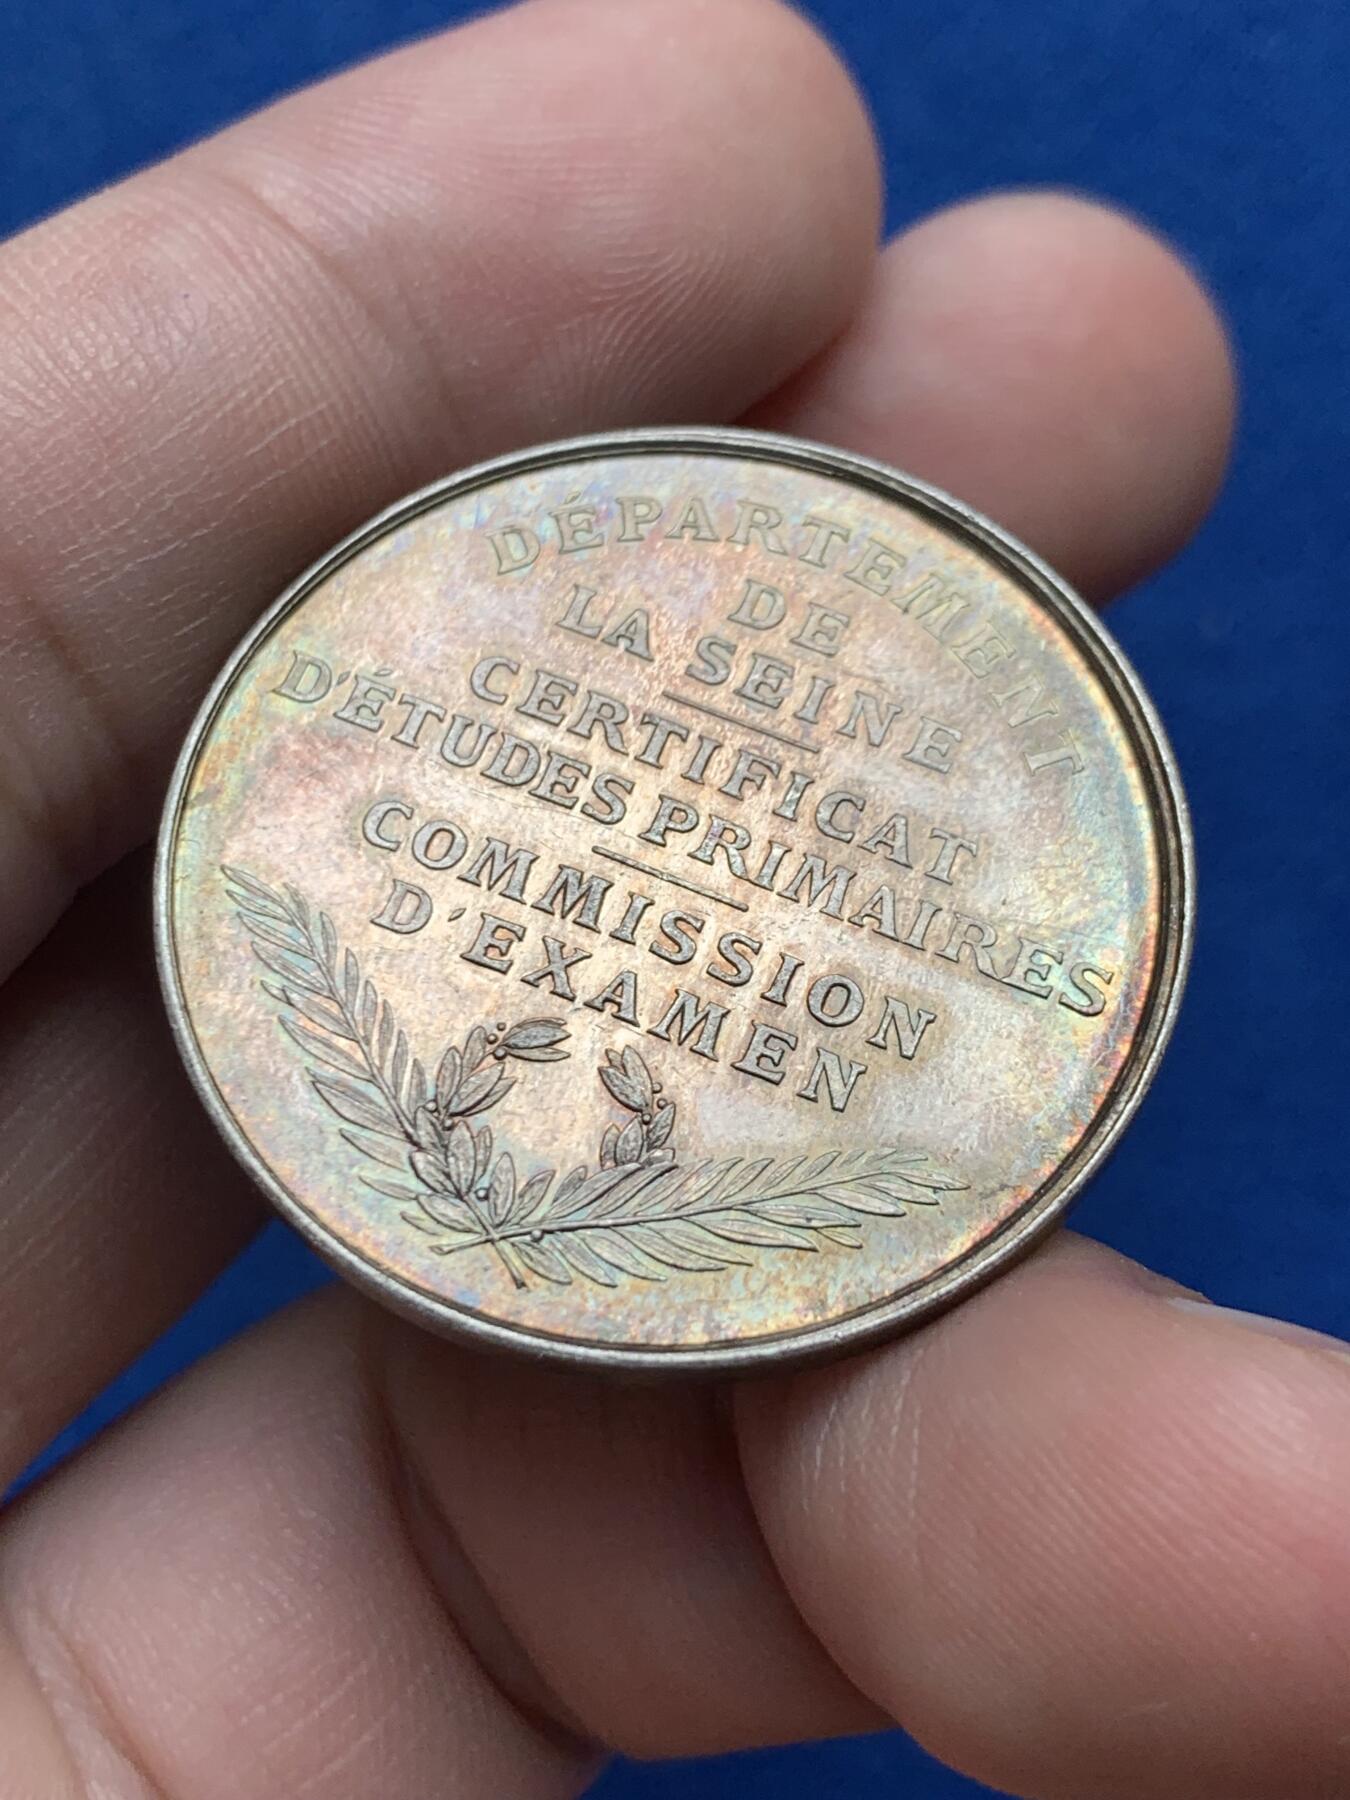 DÉPARTEMENT
DE
LA SEINE
CERTIFICAT
D'ÉTUDES PRIMAIRES
COMMISSION
D'EXAMEN